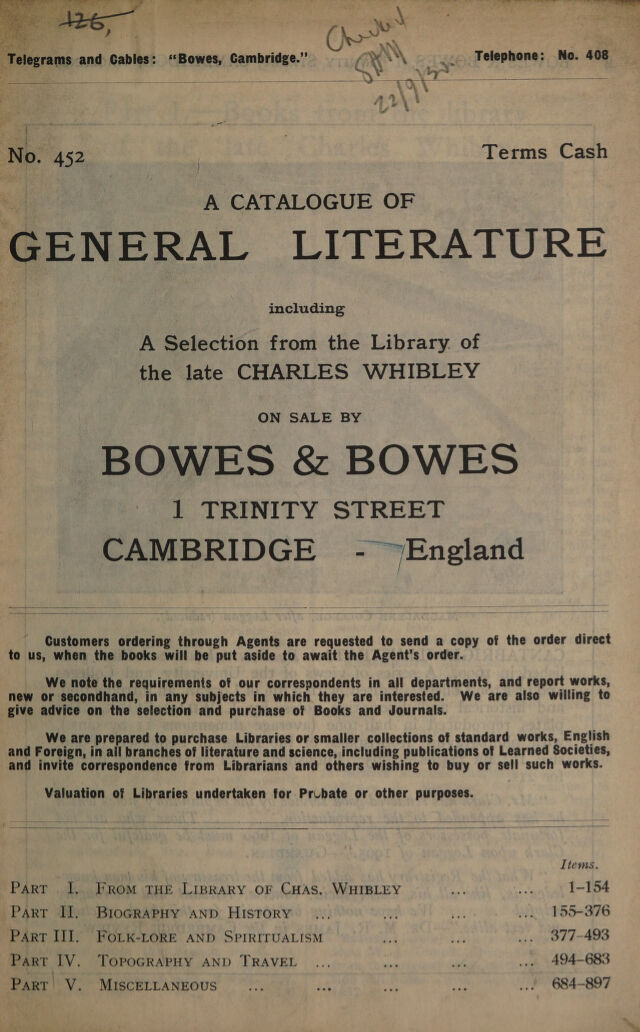 126,
Checked
SAM
22/9/30.
Telegrams and Cables: "Bowes, Cambridge."
Telephone: No. 408
No. 452
Terms Cash
A CATALOGUE OF
GENERAL LITERATURE
including
A Selection from the Library of
the late CHARLES WHIBLEY
ON SALE BY
BOWES & BOWES
1 TRINITY STREET
CAMBRIDGE - England
Customers ordering through Agents are requested to send a copy of the order direct
to us, when the books will be put aside to await the Agent's order.
We note the requirements of our correspondents in all departments, and report works,
new or secondhand, in any subjects in which they are interested. We are also willing to
give advice on the selection and purchase of Books and Journals.
We are prepared to purchase Libraries or smaller collections of standard works, English
and Foreign, in all branches of literature and science, including publications of Learned Societies,
and invite correspondence from Librarians and others wishing to buy or sell such works.
Valuation of Libraries undertaken for Probate or other purposes.
Items.
PART I. FROM THE LIBRARY OF CHAS. WHIBLEY ... ... 1-154
PART II. BIOGRAPHY AND HISTORY ... ... ... ... 155-376
PART III. FOLK-LORE AND SPIRITUALISM ... ... ... 377-493
PART IV. TOPOGRAPHY AND TRAVEL ... ... ... ... 494-683
PART V. MISCELLANEOUS ... ... ... ... ... 684-897